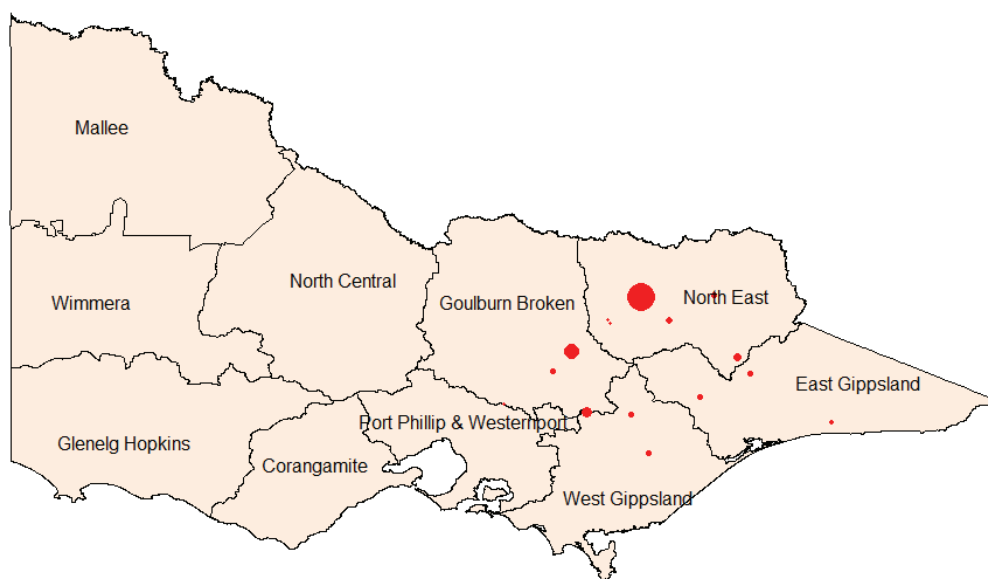 Mallee
North Central
Wimmera
Goulburn Broken
North East
East Gippsland
Port Phillip & Westernport
Glenelg Hopkins
Corangamite
West Gippsland